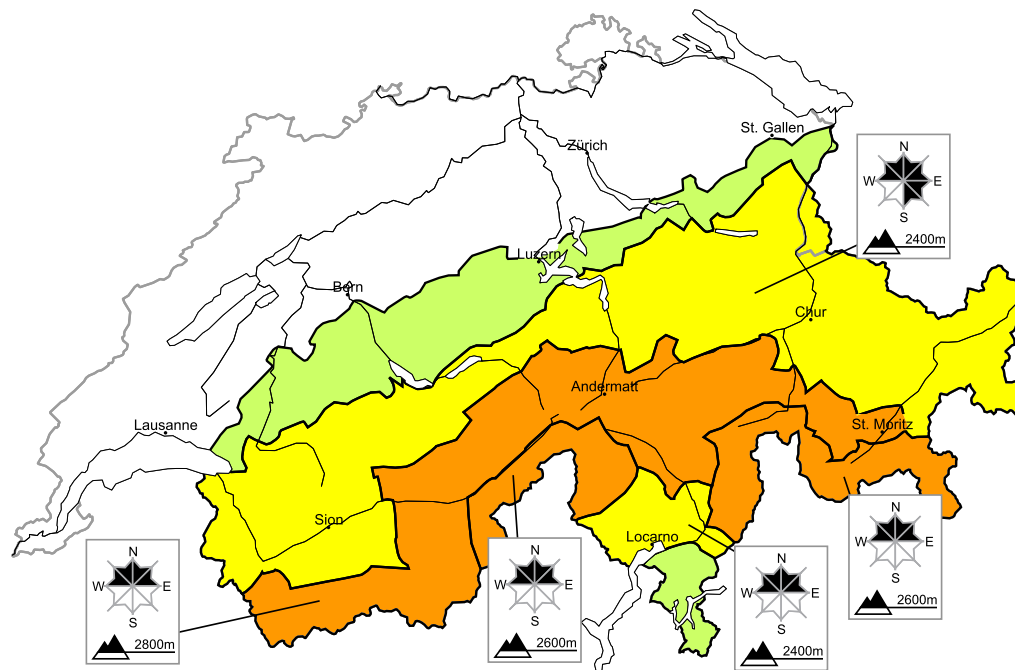 St. Gallen
Zürich
N
W E
S
2400m
Luzern
Bern
Chur
Andermatt
Lausanne
St. Moritz
Sion
Locarno
N
W E
S
2600m
N
W E
S
2800m
N
W E
S
2600m
N
W E
S
2400m